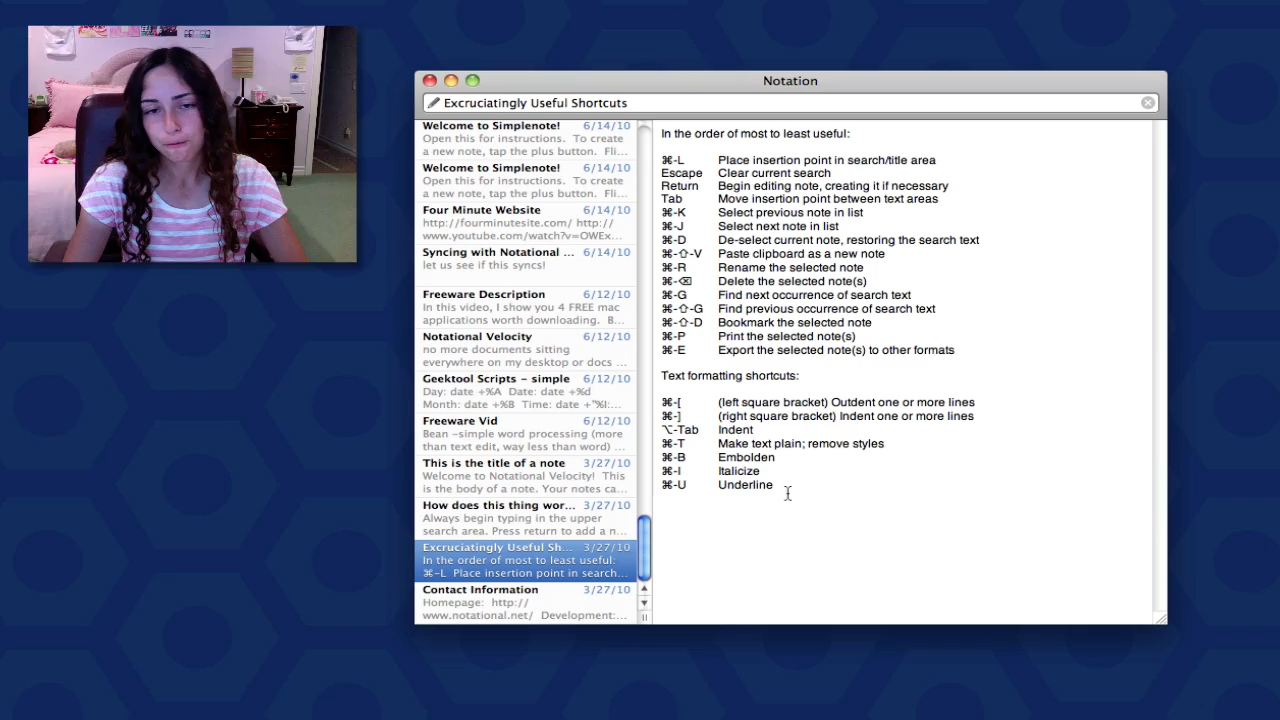 Notation
Excruciatingly Useful Shortcuts
Welcome to Simplenote! 6/14/10
Open this for instructions. To create
a new note, tap the plus button. Fli...
Welcome to Simplenote! 6/14/10
Open this for instructions. To create
a new note, tap the plus button. Fli...
Four Minute Website 6/14/10
http://fourminutesite.com/ http://
www.youtube.com/watch?v=OWEx...
Syncing with Notational ... 6/14/10
let us see if this syncs!
Freeware Description 6/12/10
In this video, I show you 4 FREE mac
applications worth downloading. B...
Notational Velocity 6/12/10
no more documents sitting
everywhere on my desktop or docs ...
Geektool Scripts - simple 6/12/10
Day: date +%A Date: date +%d
Month: date +%B Time: date +"%I:...
Freeware Vid 6/12/10
Bean -simple word processing (more
than text edit, way less than word) ...
This is the title of a note 3/27/10
Welcome to Notational Velocity! This
is the body of a note. Your notes ca...
How does this thing wor... 3/27/10
Always begin typing in the upper
search area. Press return to add a n...
Excruciatingly Useful Sh... 3/27/10
In the order of most to least useful:
⌘-L Place insertion point in search...
Contact Information 3/27/10
Homepage: http://
www.notational.net/ Development:...
In the order of most to least useful:
⌘-L Place insertion point in search/title area
Escape Clear current search
Return Begin editing note, creating it if necessary
Tab Move insertion point between text areas
⌘-K Select previous note in list
⌘-J Select next note in list
⌘-D De-select current note, restoring the search text
⌘-⇧-V Paste clipboard as a new note
⌘-R Rename the selected note
⌘-⌫ Delete the selected note(s)
⌘-G Find next occurrence of search text
⌘-⇧-G Find previous occurrence of search text
⌘-⇧-D Bookmark the selected note
⌘-P Print the selected note(s)
⌘-E Export the selected note(s) to other formats
Text formatting shortcuts:
⌘-[ (left square bracket) Outdent one or more lines
⌘-] (right square bracket) Indent one or more lines
⌥-Tab Indent
⌘-T Make text plain; remove styles
⌘-B Embolden
⌘-I Italicize
⌘-U Underline